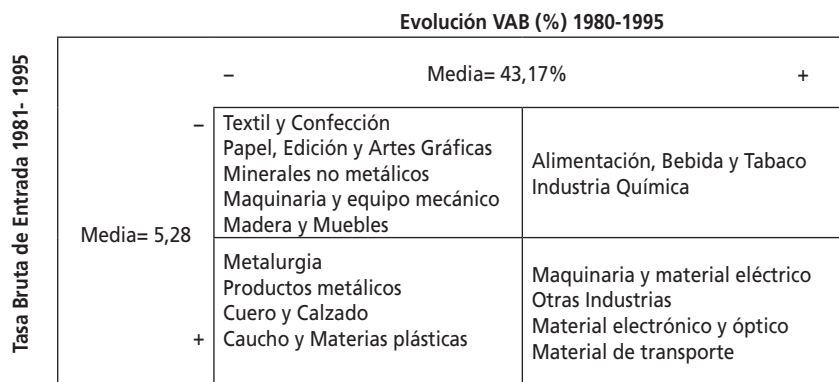 Evolución VAB (%) 1980-1995
Tasa Bruta de Entrada 1981- 1995
– Media= 43,17% +
–
Textil y Confección
Papel, Edición y Artes Gráficas
Minerales no metálicos
Maquinaria y equipo mecánico
Madera y Muebles
Alimentación, Bebida y Tabaco
Industria Química
Media= 5,28
+
Metalurgia
Productos metálicos
Cuero y Calzado
Caucho y Materias plásticas
Maquinaria y material eléctrico
Otras Industrias
Material electrónico y óptico
Material de transporte